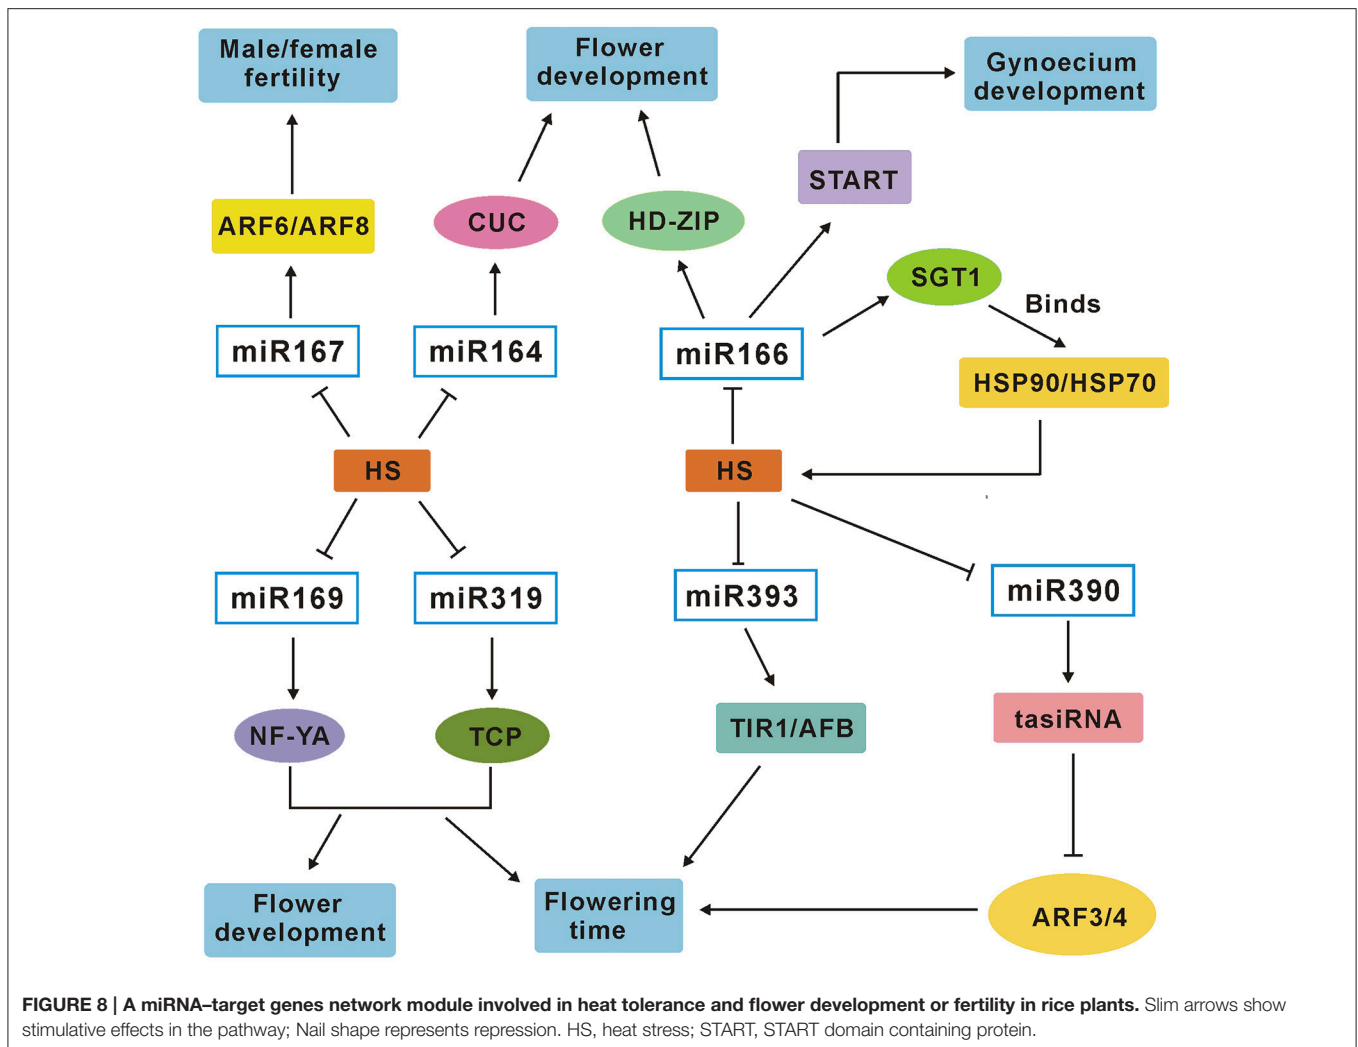 Male/female
fertility
Flower
development
Gynoecium
development
START
ARF6/ARF8
CUC
HD-ZIP
SGT1
Binds
miR167
miR164
miR166
HSP90/HSP70
HS
HS
miR169
miR319
miR393
miR390
NF-YA
TCP
TIR1/AFB
tasiRNA
Flower
development
Flowering
time
ARF3/4
FIGURE 8 | A miRNA–target genes network module involved in heat tolerance and flower development or fertility in rice plants. Slim arrows show
stimulative effects in the pathway; Nail shape represents repression. HS, heat stress; START, START domain containing protein.